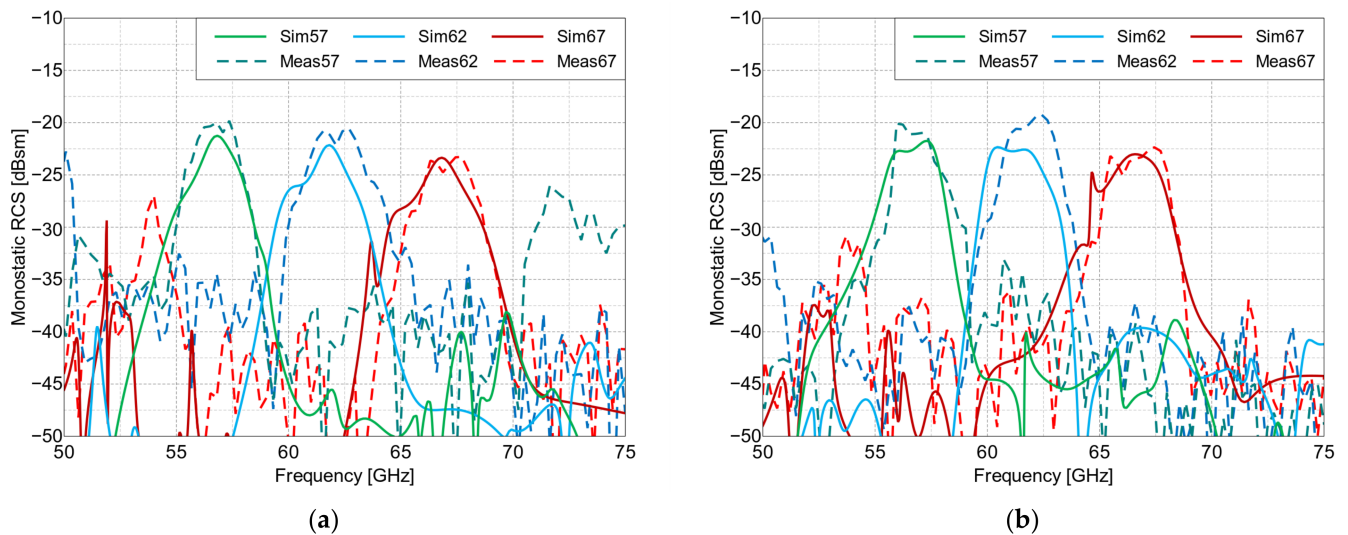 −10
−15
−20
−25
−30
−35
−40
−45
−50
Monostatic RCS [dBsm]
Sim57 Sim62 Sim67
Meas57 Meas62 Meas67
50 55 60 65 70 75
Frequency [GHz]
(a)
−10
−15
−20
−25
−30
−35
−40
−45
−50
Monostatic RCS [dBsm]
Sim57 Sim62 Sim67
Meas57 Meas62 Meas67
50 55 60 65 70 75
Frequency [GHz]
(b)